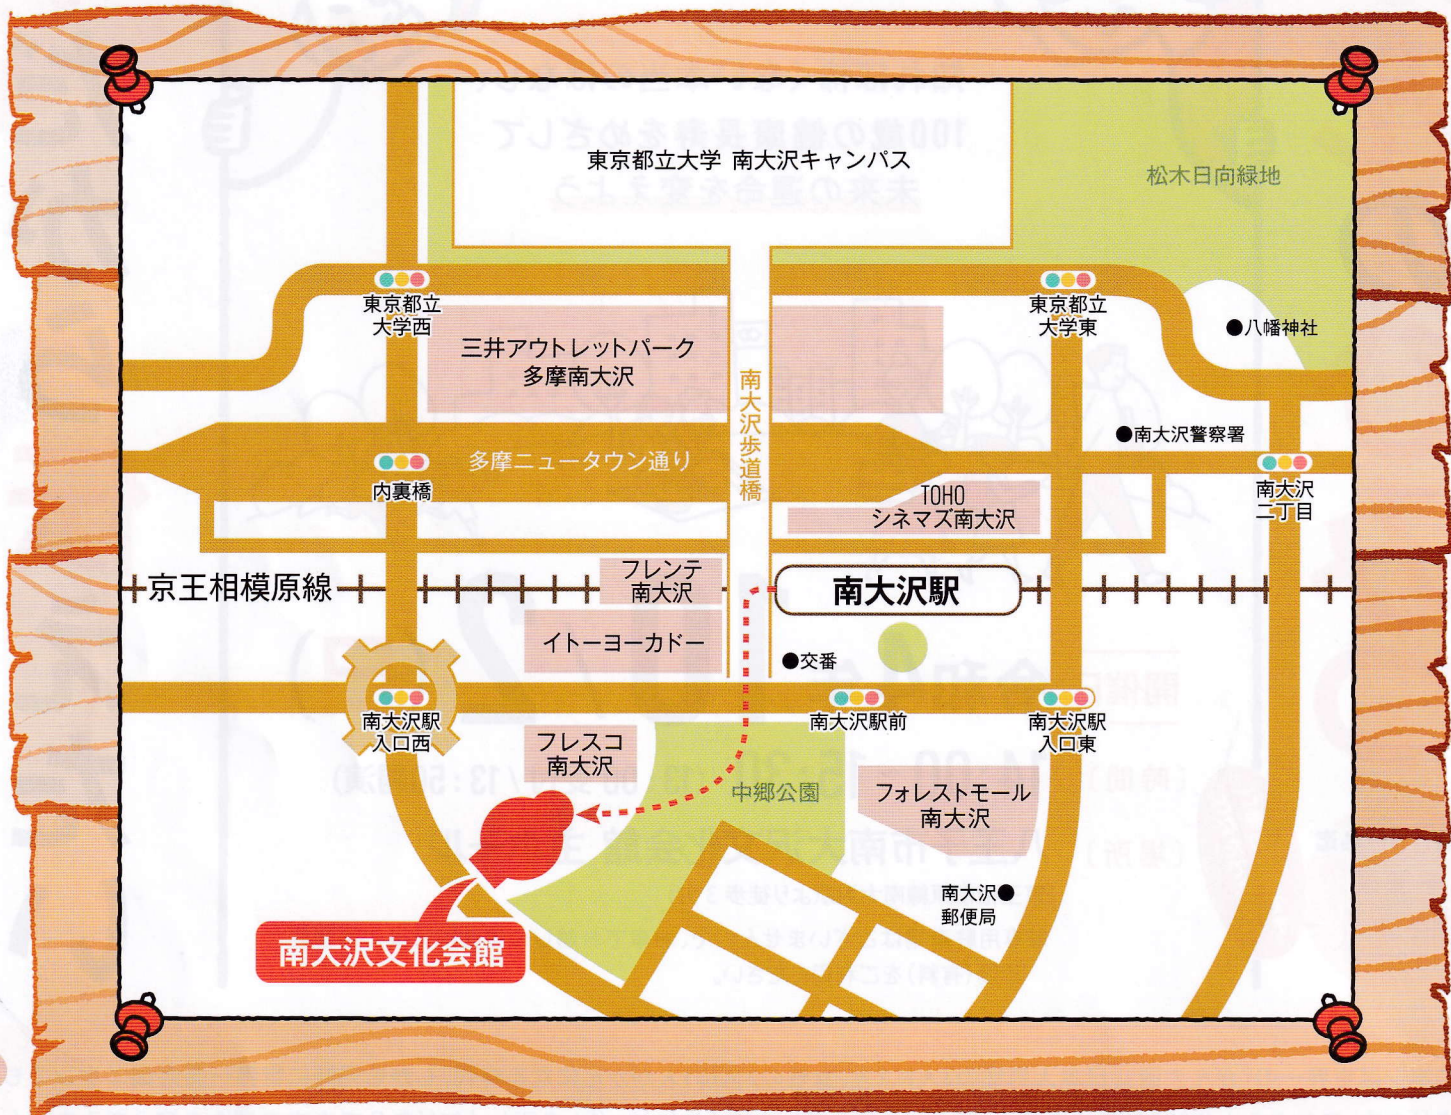 東京都立大学 南大沢キャンパス
松木日向緑地
東京都立
大学西
東京都立
大学東
●八幡神社
三井アウトレットパーク
多摩南大沢
南大沢歩道橋
●南大沢警察署
多摩ニュータウン通り
内裏橋
TOHO
シネマズ南大沢
南大沢
二丁目
京王相模原線
フレンテ
南大沢
南大沢駅
イトーヨーカドー
●交番
南大沢駅
入口西
南大沢駅前
南大沢駅
入口東
フレスコ
南大沢
中郷公園
フォレストモール
南大沢
南大沢●
郵便局
南大沢文化会館